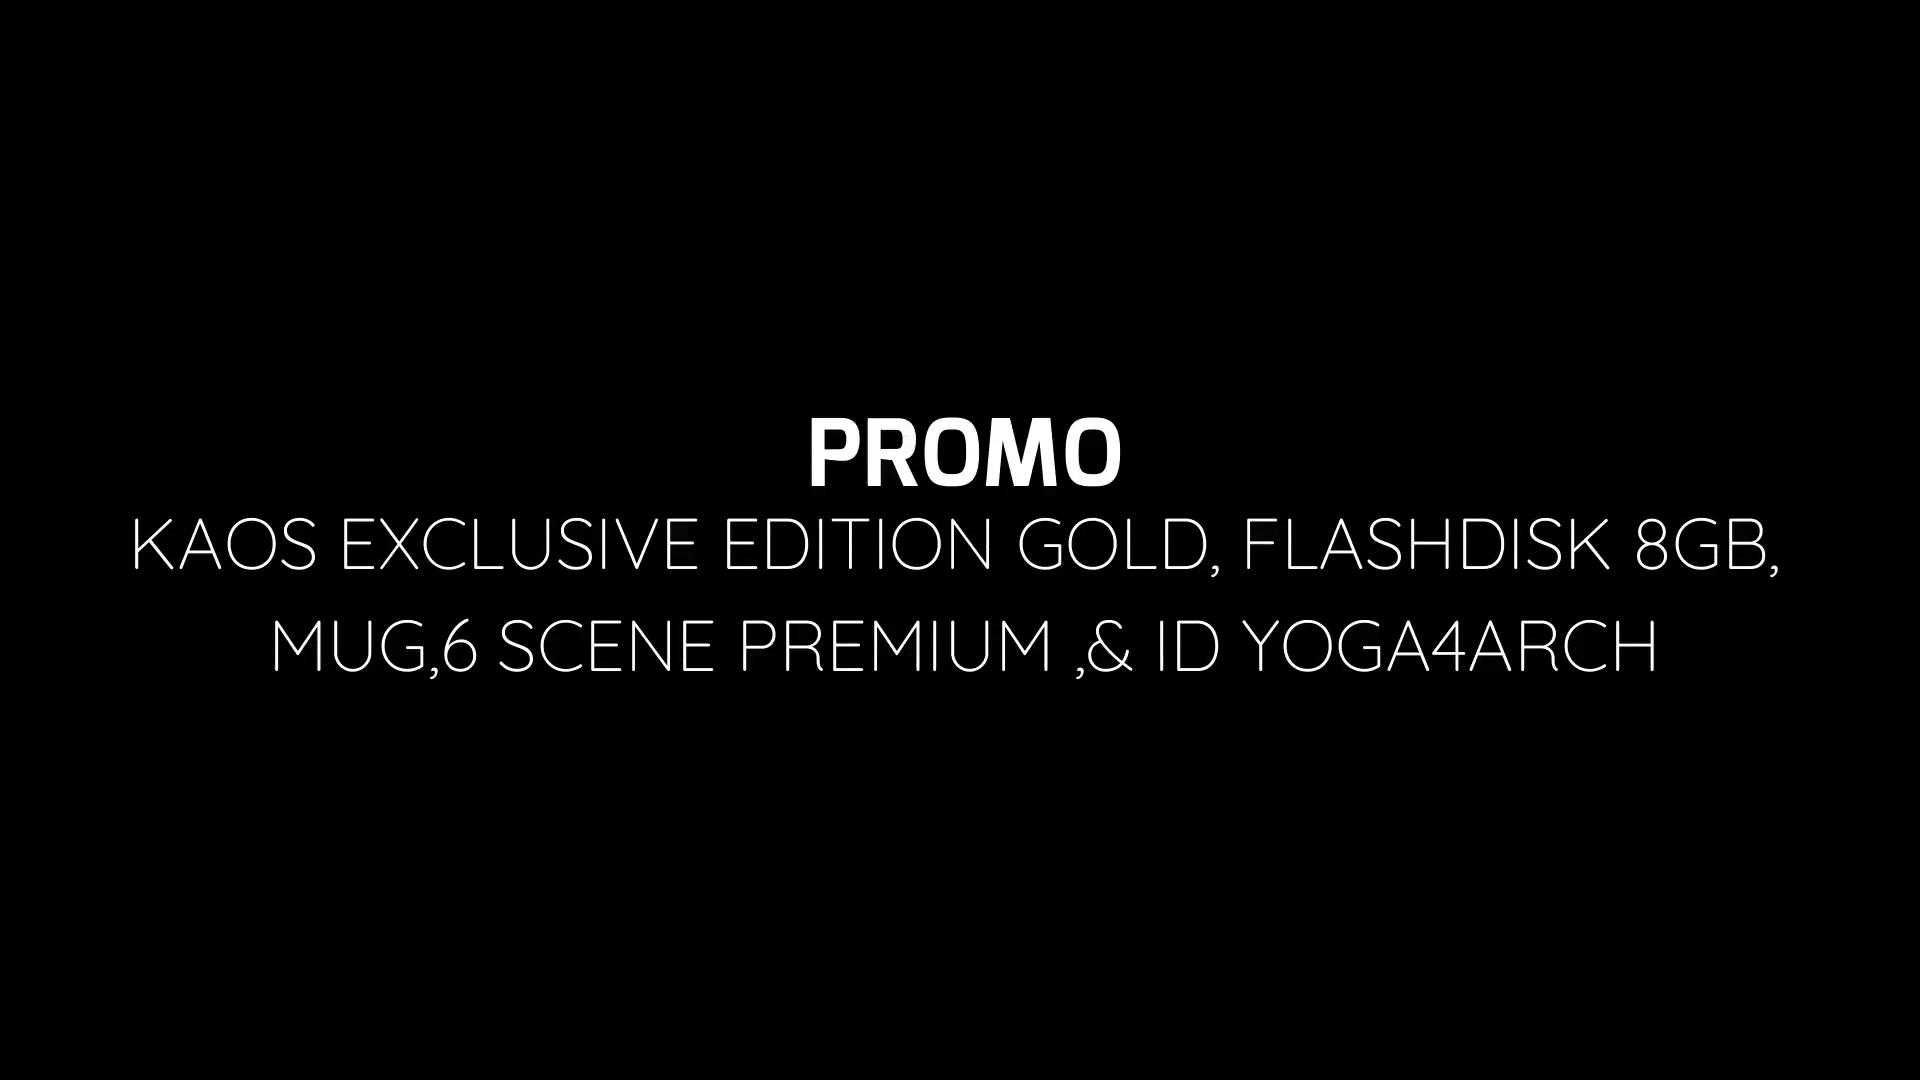 PROMO
KAOS EXCLUSIVE EDITION GOLD, FLASHDISK 8GB,
MUG,6 SCENE PREMIUM ,& ID YOGA4ARCH